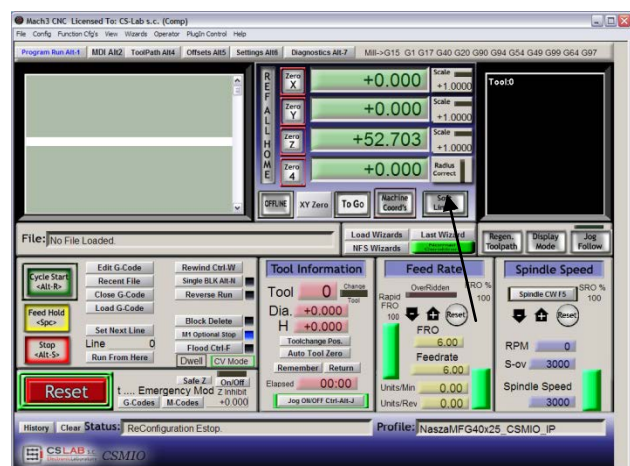 Mach3 CNC Licensed To: CS-Lab s.c. (Comp)
File Config Function Cfg's View Wizards Operator PlugIn Control Help
Program Run Alt-1 MDI Alt2 ToolPath Alt4 Offsets Alt5 Settings Alt6 Diagnostics Alt-7 Mill->G15 G1 G17 G40 G20 G90 G94 G54 G49 G99 G64 G97
REF ALL HOME
Zero X +0.000 Scale +1.0000
Zero Y +0.000 Scale +1.0000
Zero Z +52.703 Scale +1.0000
Zero 4 +0.000 Radius Correct
Tool:0
OFFLINE XY Zero To Go Machine Coord's
File: No File Loaded.
Load Wizards Last Wizard
NFS Wizards
Regen. Toolpath Display Mode Jog Follow
Cycle Start <Alt-R>
Feed Hold <Spc>
Stop <Alt-S>
Edit G-Code
Recent File
Close G-Code
Load G-Code
Set Next Line
Line 0
Run From Here
Rewind Ctrl-W
Single BLK Alt-N
Reverse Run
Block Delete
M1 Optional Stop
Flood Ctrl-F
Dwell CV Mode
Reset
t .... Emergency Mod
Safe Z On/Off
Z Inhibit
G-Codes M-Codes +0.000
Tool Information
Tool 0 Change Tool
Dia. +0.000
H +0.000
Toolchange Pos.
Auto Tool Zero
Remember Return
Elapsed 00:00
Jog ON/OFF Ctrl-Alt-J
Feed Rate
OverRidden FRO %
Rapid FRO 100
100
Reset
FRO
6.00
Feedrate
6.00
Units/Min 0.00
Units/Rev 0.00
Spindle Speed
Spindle CW F5 SRO %
100
Reset
RPM 0
S-ov 3000
Spindle Speed
3000
History Clear Status: ReConfiguration Estop. Profile: NaszaMFG40x25_CSMIO_IP
CSLAB s.c. CSMIO